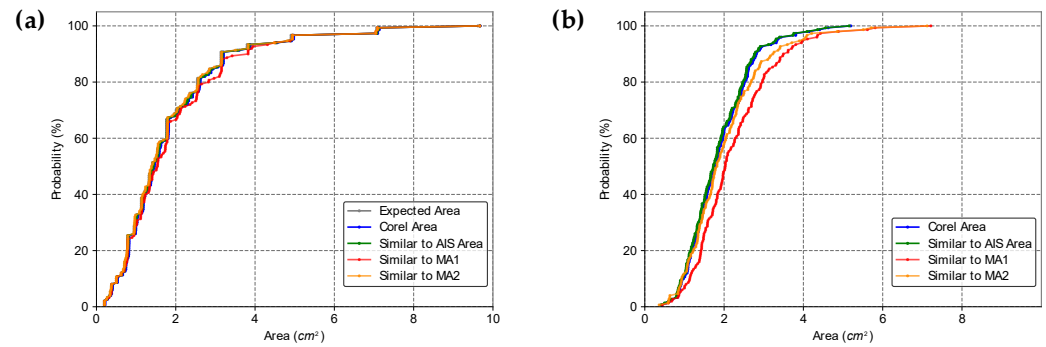 (a)
100
80
60
40
20
0
Probability (%)
0 2 4 6 8 10
Area (cm²)
Expected Area
Corel Area
Similar to AIS Area
Similar to MA1
Similar to MA2
(b)
100
80
60
40
20
0
Probability (%)
0 2 4 6 8
Area (cm²)
Corel Area
Similar to AIS Area
Similar to MA1
Similar to MA2